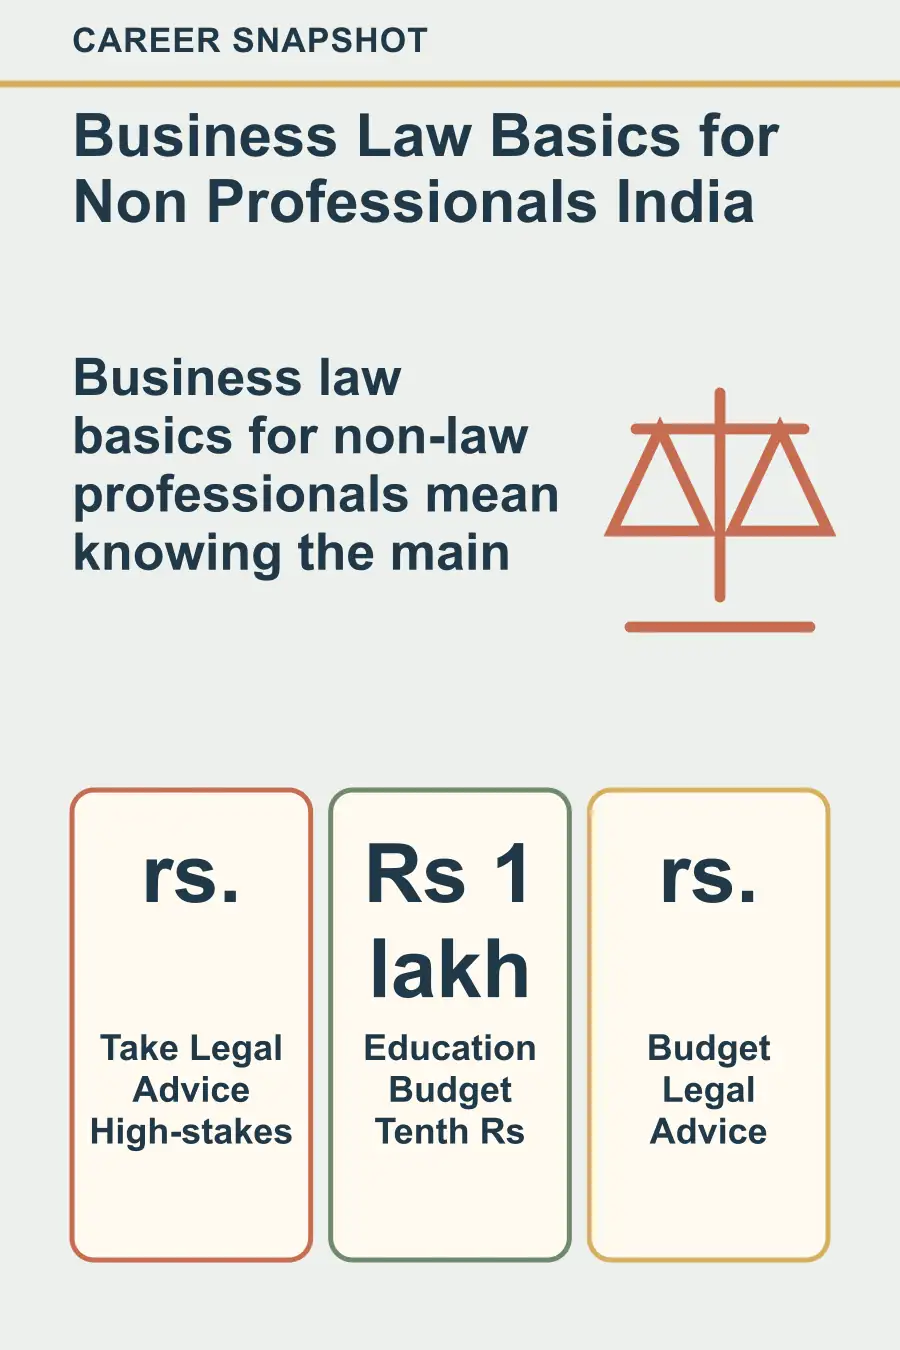 CAREER SNAPSHOT
Business Law Basics for
Non Professionals India
Business law
basics for non-law
professionals mean
knowing the main
rs.
Take Legal
Advice
High-stakes
Rs 1
lakh
Education
Budget
Tenth Rs
rs.
Budget
Legal
Advice